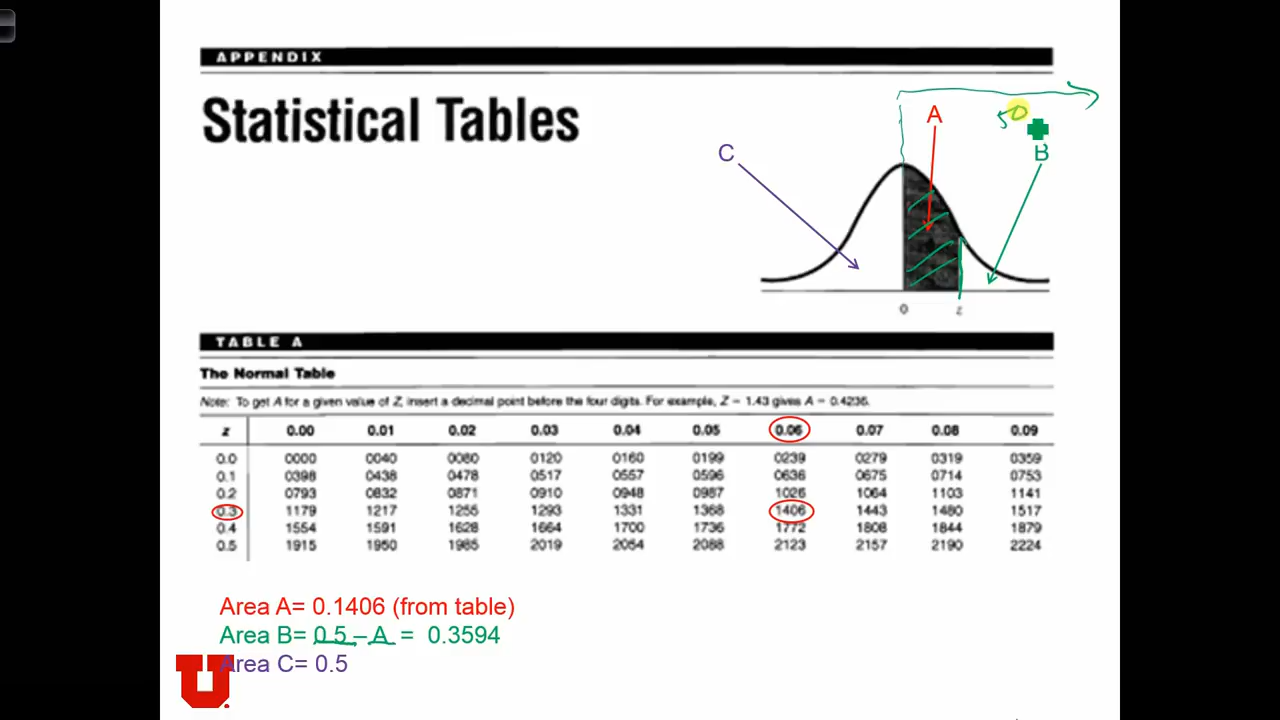 APPENDIX
Statistical Tables
50
A
C
B
0
z
TABLE A
The Normal Table
Note: To get A for a given value of Z, insert a decimal point before the four digits. For example, Z = 1.43 gives A = 0.4236.
z 0.00 0.01 0.02 0.03 0.04 0.05 0.06 0.07 0.08 0.09
0.0 0000 0040 0080 0120 0160 0199 0239 0279 0319 0359
0.1 0398 0438 0478 0517 0557 0596 0636 0675 0714 0753
0.2 0793 0832 0871 0910 0948 0987 1026 1064 1103 1141
0.3 1179 1217 1255 1293 1331 1368 1406 1443 1480 1517
0.4 1554 1591 1628 1664 1700 1736 1772 1808 1844 1879
0.5 1915 1950 1985 2019 2054 2088 2123 2157 2190 2224
Area A= 0.1406 (from table)
Area B= 0.5 – A = 0.3594
Area C= 0.5
U